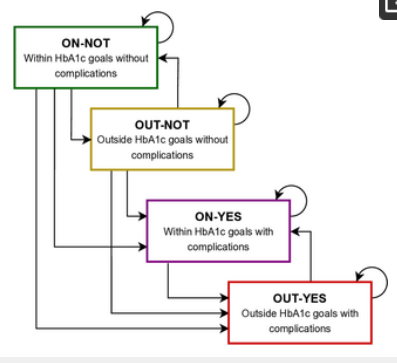 ON-NOT
Within HbA1c goals without
complications
OUT-NOT
Outside HbA1c goals without
complications
ON-YES
Within HbA1c goals with
complications
OUT-YES
Outside HbA1c goals with
complications